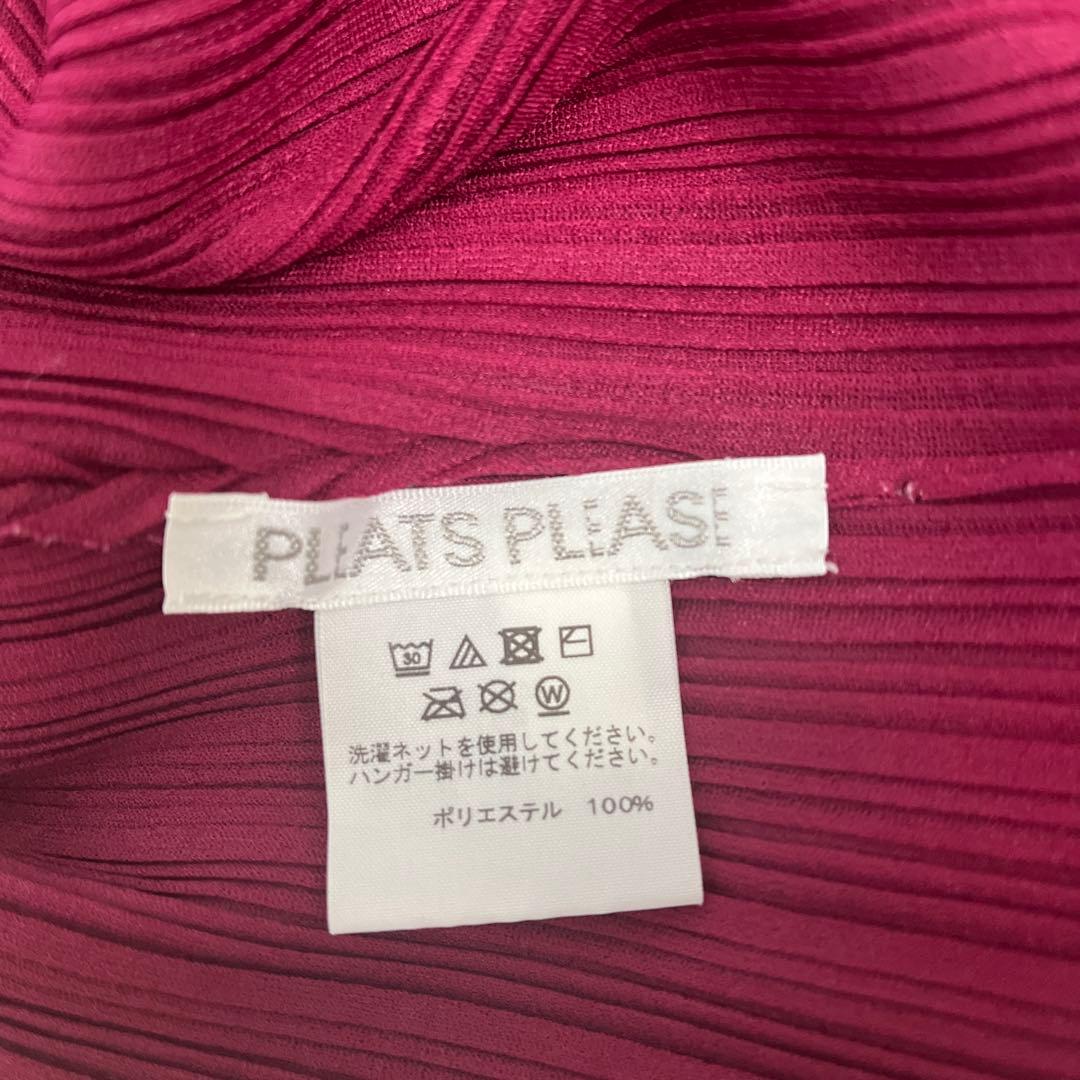 PLEATS PLEASE
30
W
洗濯ネットを使用してください。
ハンガー掛けは避けてください。
ポリエステル 100%